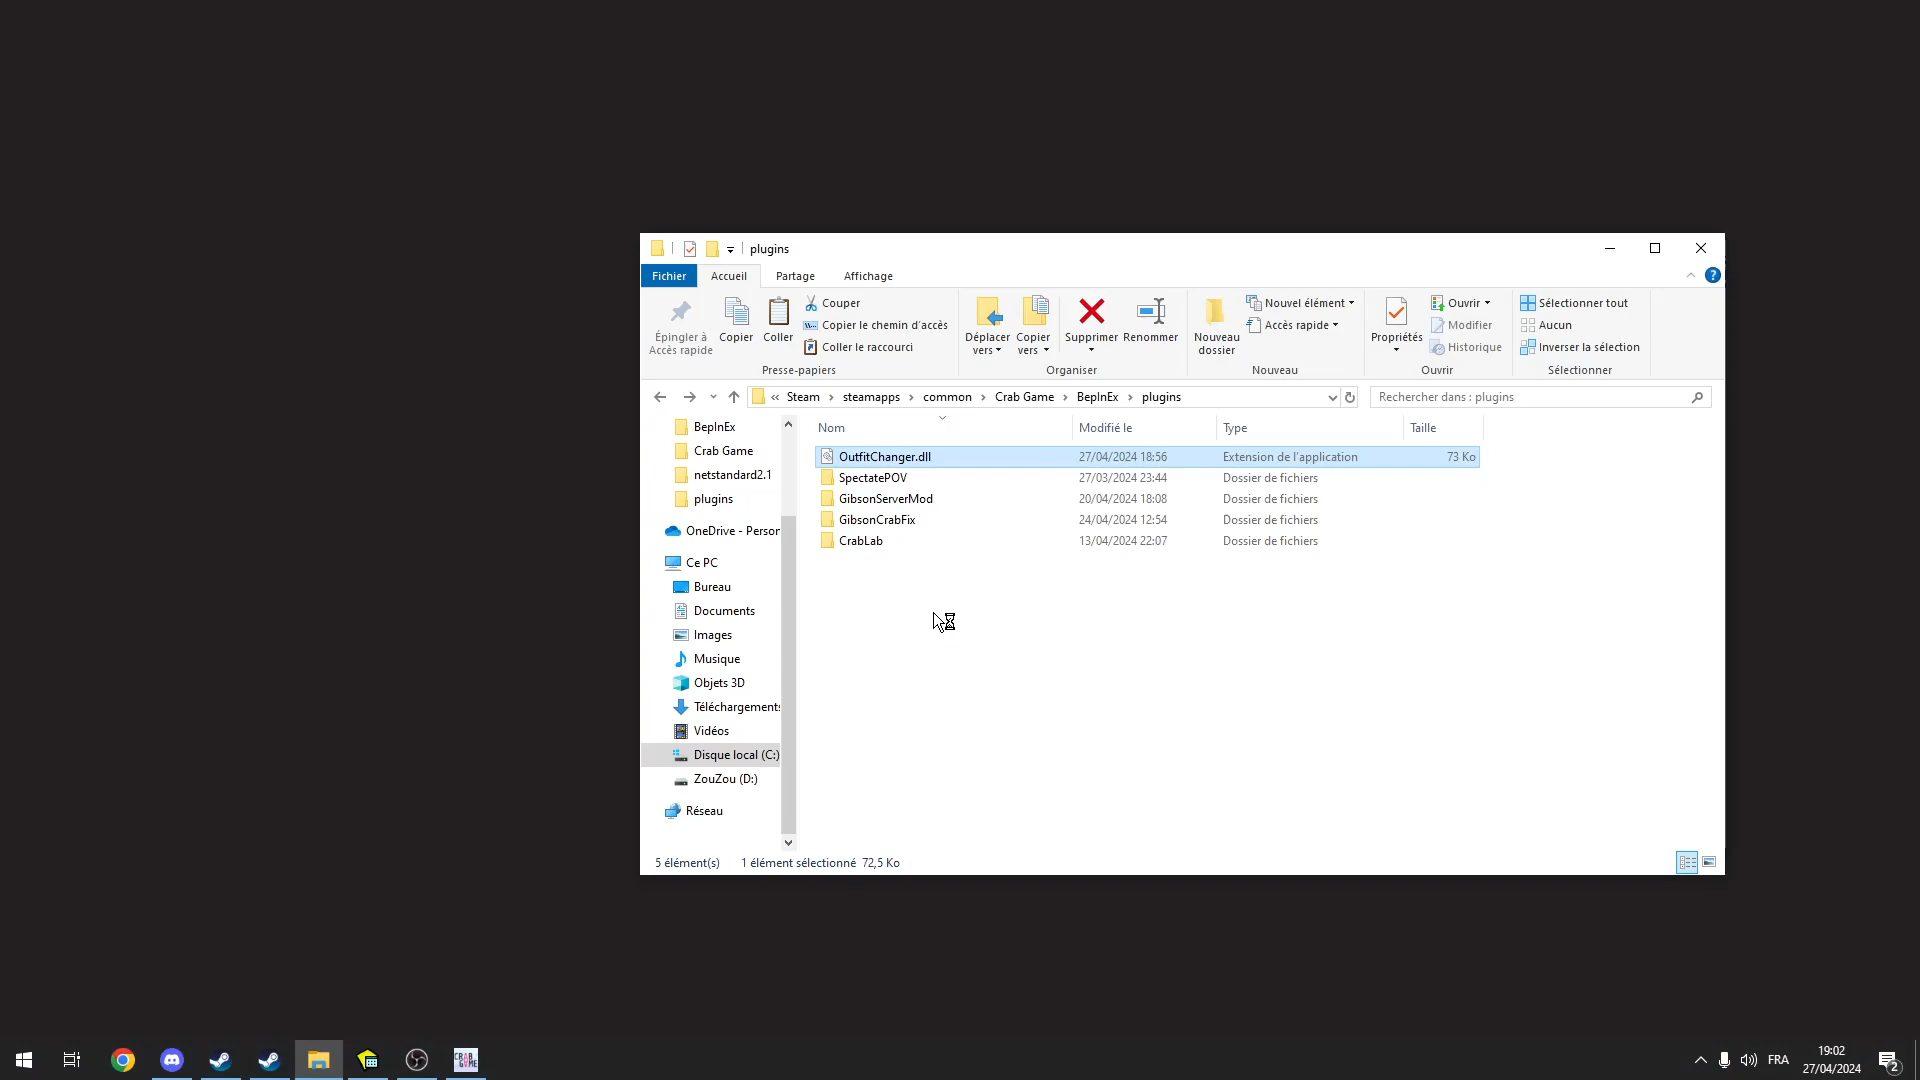 plugins
Fichier
Accueil
Partage
Affichage
Épingler à
Accès rapide
Copier
Coller
Couper
Copier le chemin d'accès
Coller le raccourci
Presse-papiers
Déplacer
vers
Copier
vers
Supprimer
Renommer
Organiser
Nouveau
dossier
Nouvel élément
Accès rapide
Nouveau
Propriétés
Ouvrir
Modifier
Historique
Ouvrir
Sélectionner tout
Aucun
Inverser la sélection
Sélectionner
« Steam › steamapps › common › Crab Game › BepInEx › plugins
Rechercher dans : plugins
BepInEx
Crab Game
netstandard2.1
plugins
OneDrive - Person
Ce PC
Bureau
Documents
Images
Musique
Objets 3D
Téléchargements
Vidéos
Disque local (C:)
ZouZou (D:)
Réseau
Nom Modifié le Type Taille
OutfitChanger.dll 27/04/2024 18:56 Extension de l'application 73 Ko
SpectatePOV 27/03/2024 23:44 Dossier de fichiers
GibsonServerMod 20/04/2024 18:08 Dossier de fichiers
GibsonCrabFix 24/04/2024 12:54 Dossier de fichiers
CrabLab 13/04/2024 22:07 Dossier de fichiers
5 élément(s) 1 élément sélectionné 72,5 Ko
CRAB
GAME
FRA
19:02
27/04/2024
2